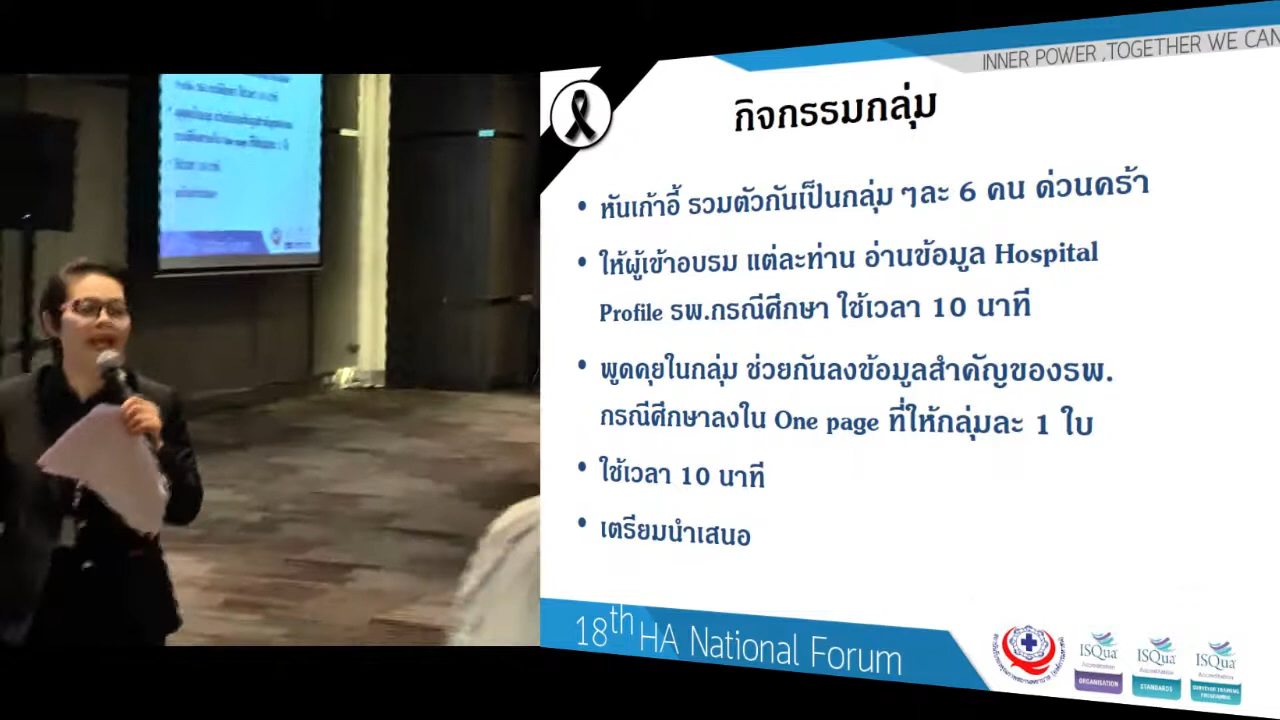 INNER POWER ,TOGETHER WE CAN
กิจกรรมกลุ่ม
• หันเก้าอี้ รวมตัวกันเป็นกลุ่ม ๆละ 6 คน ด่วนคร้า
• ให้ผู้เข้าอบรม แต่ละท่าน อ่านข้อมูล Hospital
Profile รพ.กรณีศึกษา ใช้เวลา 10 นาที
• พูดคุยในกลุ่ม ช่วยกันลงข้อมูลสำคัญของรพ.
กรณีศึกษาลงใน One page ที่ให้กลุ่มละ 1 ใบ
• ใช้เวลา 10 นาที
• เตรียมนำเสนอ
18th HA National Forum
ISQua ISQua ISQua
Accreditation Accreditation Accreditation
ORGANISATION STANDARDS SURVEYOR TRAINING
PROGRAMME